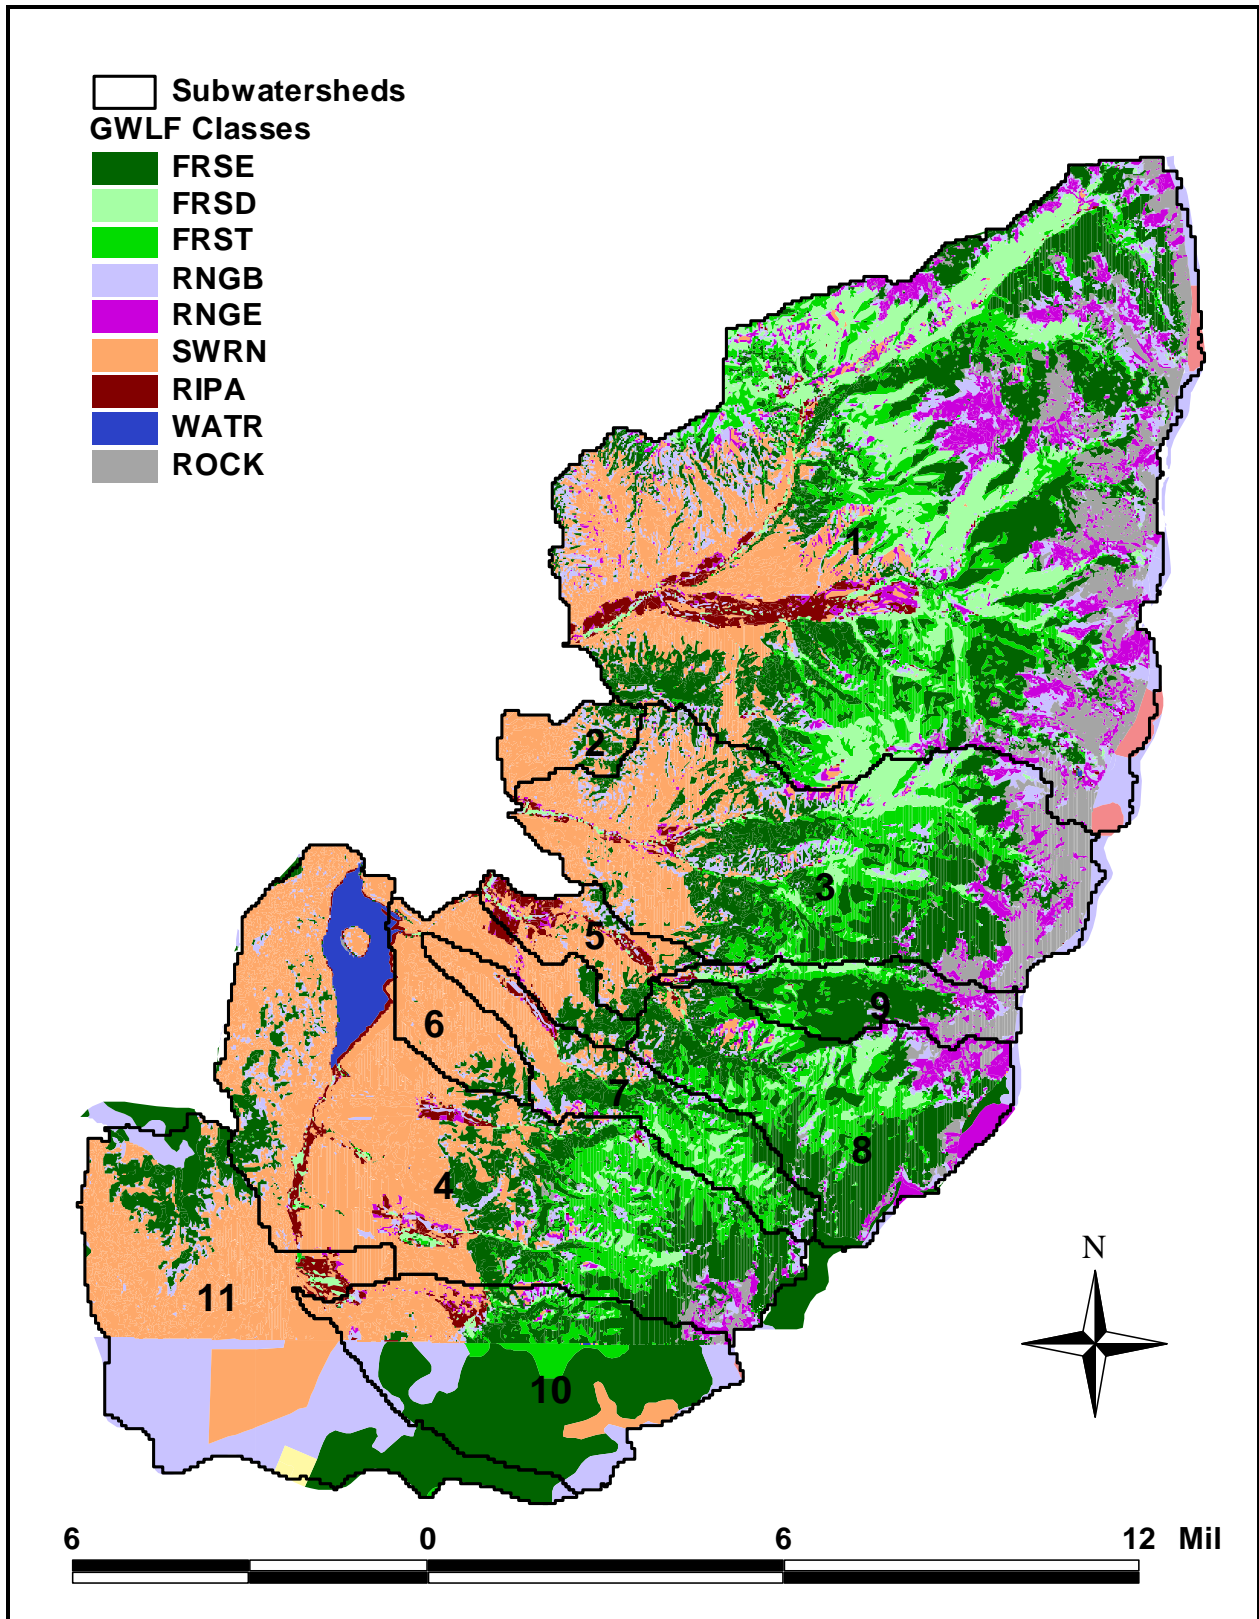 Subwatersheds
GWLF Classes
FRSE
FRSD
FRST
RNGB
RNGE
SWRN
RIPA
WATR
ROCK
1
2
3
5
9
6
7
8
4
11
10
N
6 0 6 12 Mil